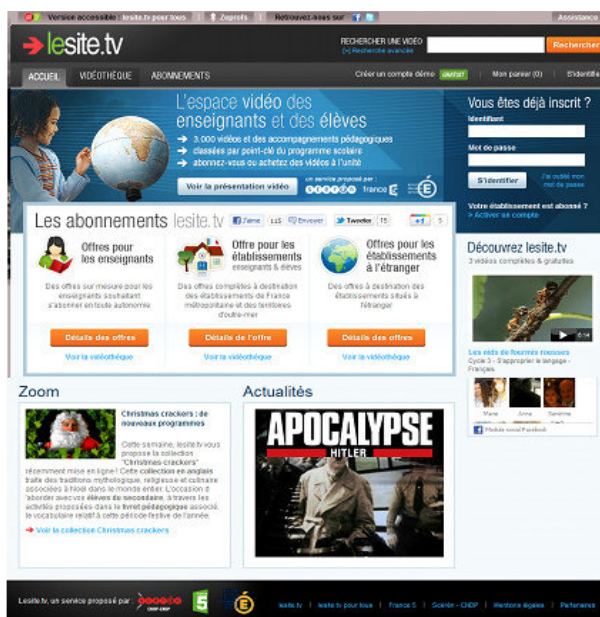 Version accessible : lesite.tv pour tous | $ Zoprofs | Retrouvez-nous sur
Assistance
lesite.tv
RECHERCHER UNE VIDÉO
[+] Recherche avancée
Rechercher
ACCUEIL VIDÉOTHÈQUE ABONNEMENTS
Créer un compte démo GRATUIT | Mon panier (0) | S'identifie
L'espace vidéo des
enseignants et des élèves
3.000 vidéos et des accompagnements pédagogiques
classées par point-clé du programme scolaire
abonnez-vous ou achetez des vidéos à l'unité
Voir la présentation vidéo
un service proposé par :
scérén france 5
Vous êtes déjà inscrit ?
Identifiant
Mot de passe
S'identifier
J'ai oublié mon
mot de passe
Votre établissement est abonné ?
> Activer un compte
Les abonnements lesite.tv
J'aime 115 Envoyer Tweeter 15 +1 5
Offres pour
les enseignants
Des offres sur mesure pour les
enseignants souhaitant
s'abonner en toute autonomie.
Détails des offres
Voir la vidéothèque
Offre pour les
établissements
enseignants & élèves
Des offres complètes à destination
des établissements de France
métropolitaine et des territoires
d'outre-mer
Détails de l'offre
Voir la vidéothèque
Offres pour les
établissements
à l'étranger
Des offres à destination des
établissements situés à
l'étranger
Détails des offres
Voir la vidéothèque
Découvrez lesite.tv
3 vidéos complètes & gratuites
6:14
Les nids de fourmis rousses
Cycle 3 - S'approprier le langage -
Français
Marie Anna Sandrine
Module social Facebook
Zoom
Christmas crackers : de
nouveaux programmes
Cette semaine, lesite.tv vous
propose la collection
"Christmas crackers"
récemment mise en ligne ! Cette collection en anglais
traite des traditions mythologique, religieuse et culinaire
associées à Noël dans le monde entier. L'occasion d
'aborder avec vos élèves du secondaire, à travers les
activités proposées dans le livret pédagogique associé,
le vocabulaire relatif à cette période festive de l'année.
Voir la collection Christmas crackers
Actualités
APOCALYPSE
HITLER
Lesite.tv, un service proposé par : scérén CNDP-CRDP 5
lesite.tv | lesite.tv pour tous | France 5 | Scérén - CNDP | Mentions légales | Partenaires